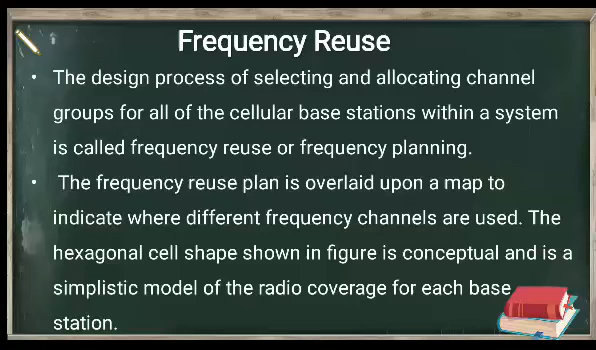 Frequency Reuse
• The design process of selecting and allocating channel
groups for all of the cellular base stations within a system
is called frequency reuse or frequency planning.
• The frequency reuse plan is overlaid upon a map to
indicate where different frequency channels are used. The
hexagonal cell shape shown in figure is conceptual and is a
simplistic model of the radio coverage for each base
station.